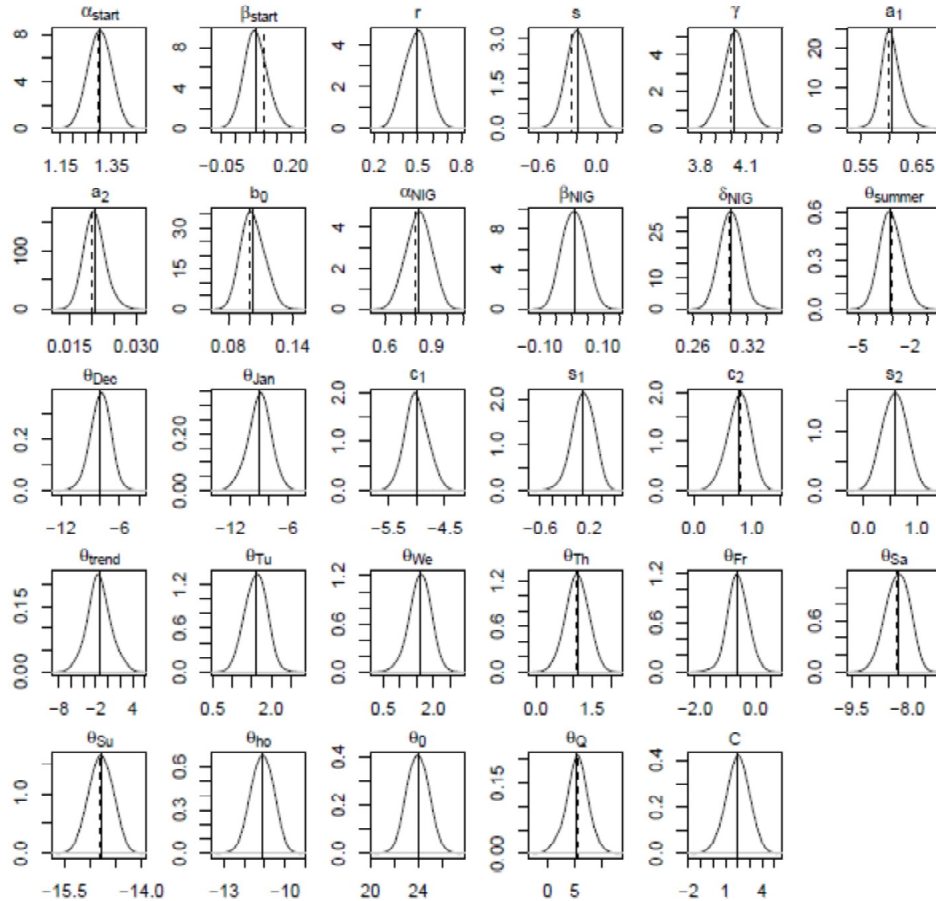 α_start β_start r s γ a_1
0 4 8 0 4 8 0 2 4 0.0 1.5 3.0 0 2 4 0 10 25
1.15 1.35 −0.05 0.20 0.2 0.5 0.8 −0.6 0.0 3.8 4.1 0.55 0.65
a_2 b_0 α_NIG β_NIG δ_NIG θ_summer
0 100 0 15 30 0 2 4 0 4 8 0 10 25 0.0 0.3 0.6
0.015 0.030 0.08 0.14 0.6 0.9 −0.10 0.10 0.26 0.32 −5 −2
θ_Dec θ_Jan c_1 s_1 c_2 s_2
0.0 0.2 0.00 0.20 0.0 1.0 2.0 0.0 1.0 2.0 0.0 1.0 2.0 0.0 1.0
−12 −6 −12 −6 −5.5 −4.5 −0.6 0.2 0.0 1.0 0.0 1.0
θ_trend θ_Tu θ_We θ_Th θ_Fr θ_Sa
0.00 0.15 0.0 0.6 1.2 0.0 0.6 1.2 0.0 0.6 1.2 0.0 0.6 1.2 0.0 0.6
−8 −2 4 0.5 2.0 0.5 2.0 0.0 1.5 −2.0 0.0 −9.5 −8.0
θ_Su θ_ho θ_0 θ_Q C
0.0 1.0 0.0 0.3 0.6 0.0 0.2 0.4 0.00 0.15 0.0 0.2 0.4
−15.5 −14.0 −13 −10 20 24 0 5 −2 1 4